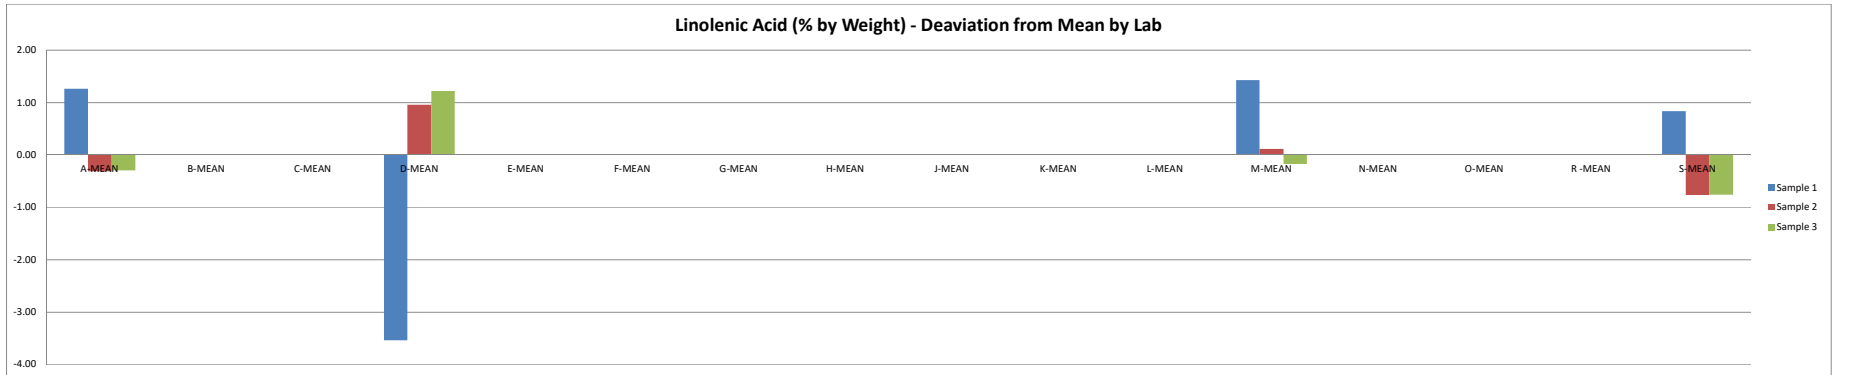 Linolenic Acid (% by Weight) - Deaviation from Mean by Lab
2.00
1.00
0.00
-1.00
-2.00
-3.00
-4.00
A-MEAN B-MEAN C-MEAN D-MEAN E-MEAN F-MEAN G-MEAN H-MEAN J-MEAN K-MEAN L-MEAN M-MEAN N-MEAN O-MEAN R -MEAN S-MEAN
Sample 1
Sample 2
Sample 3